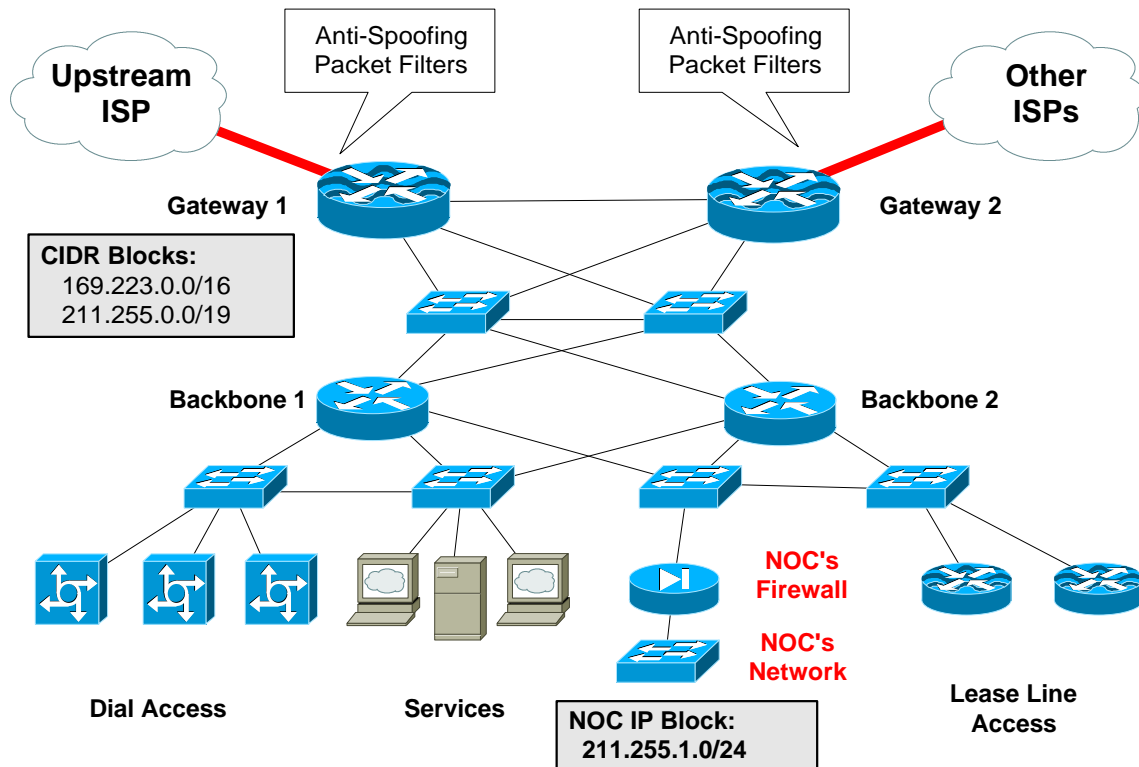 Anti-Spoofing
Packet Filters
Anti-Spoofing
Packet Filters
Upstream
ISP
Other
ISPs
Gateway 1
Gateway 2
CIDR Blocks:
169.223.0.0/16
211.255.0.0/19
Backbone 1
Backbone 2
NOC's
Firewall
NOC's
Network
Dial Access
Services
NOC IP Block:
211.255.1.0/24
Lease Line
Access